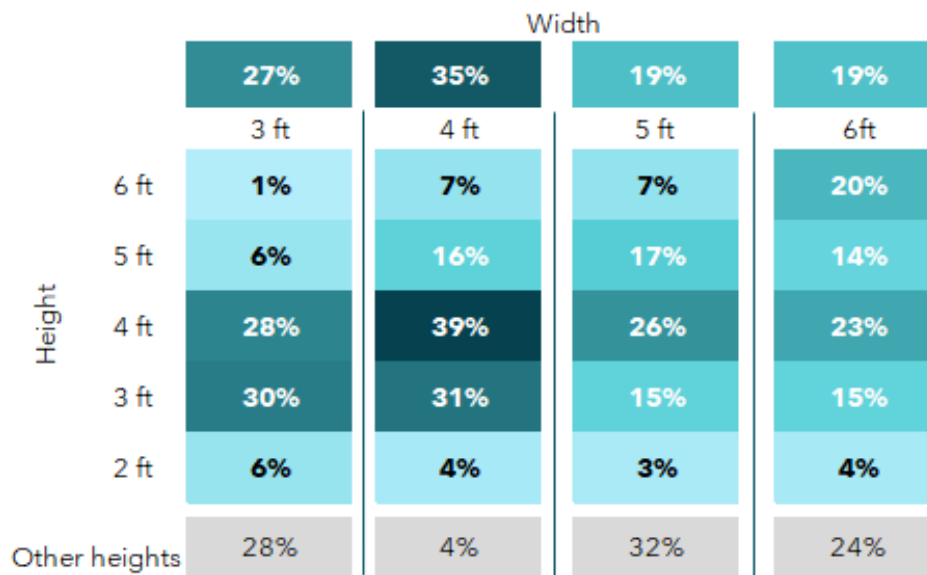 Width
27% 35% 19% 19%
3 ft 4 ft 5 ft 6ft
6 ft 1% 7% 7% 20%
5 ft 6% 16% 17% 14%
Height
4 ft 28% 39% 26% 23%
3 ft 30% 31% 15% 15%
2 ft 6% 4% 3% 4%
Other heights 28% 4% 32% 24%